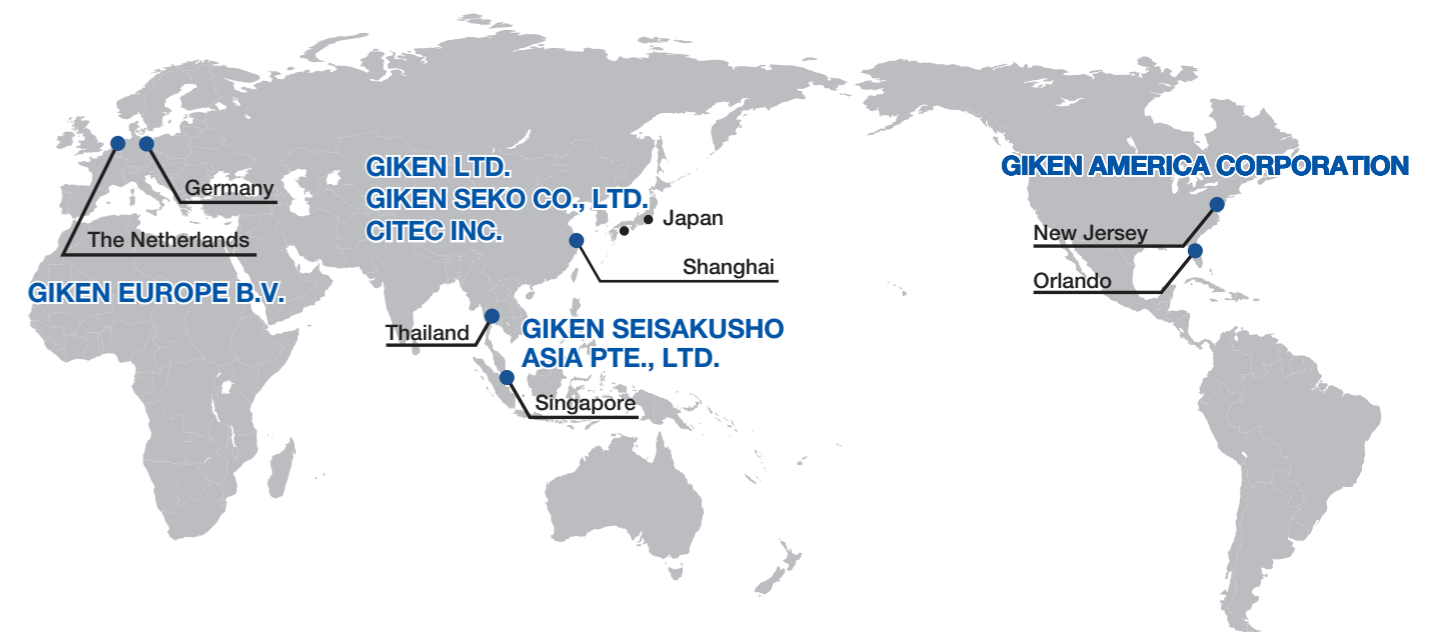 Germany
The Netherlands
GIKEN EUROPE B.V.
GIKEN LTD.
GIKEN SEKO CO., LTD.
CITEC INC.
Japan
Shanghai
Thailand
GIKEN SEISAKUSHO
ASIA PTE., LTD.
Singapore
GIKEN AMERICA CORPORATION
New Jersey
Orlando